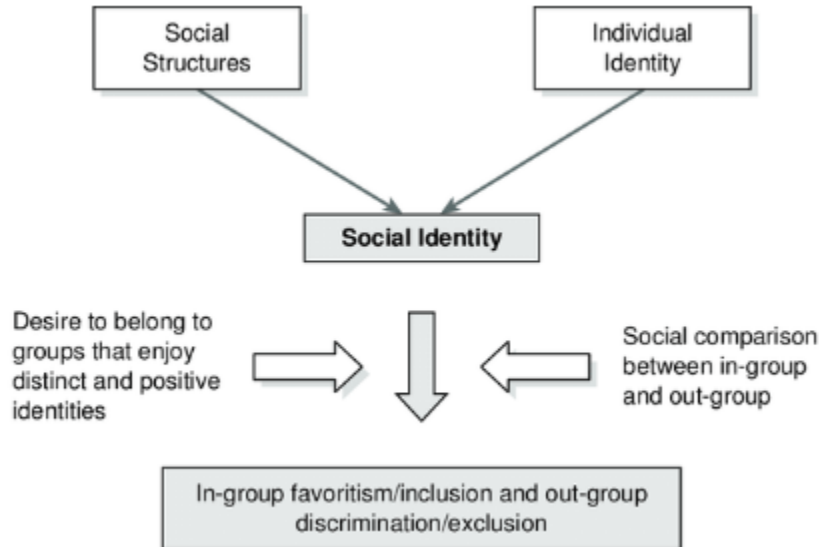 Social
Structures
Individual
Identity
Social Identity
Desire to belong to
groups that enjoy
distinct and positive
identities
Social comparison
between in-group
and out-group
In-group favoritism/inclusion and out-group
discrimination/exclusion